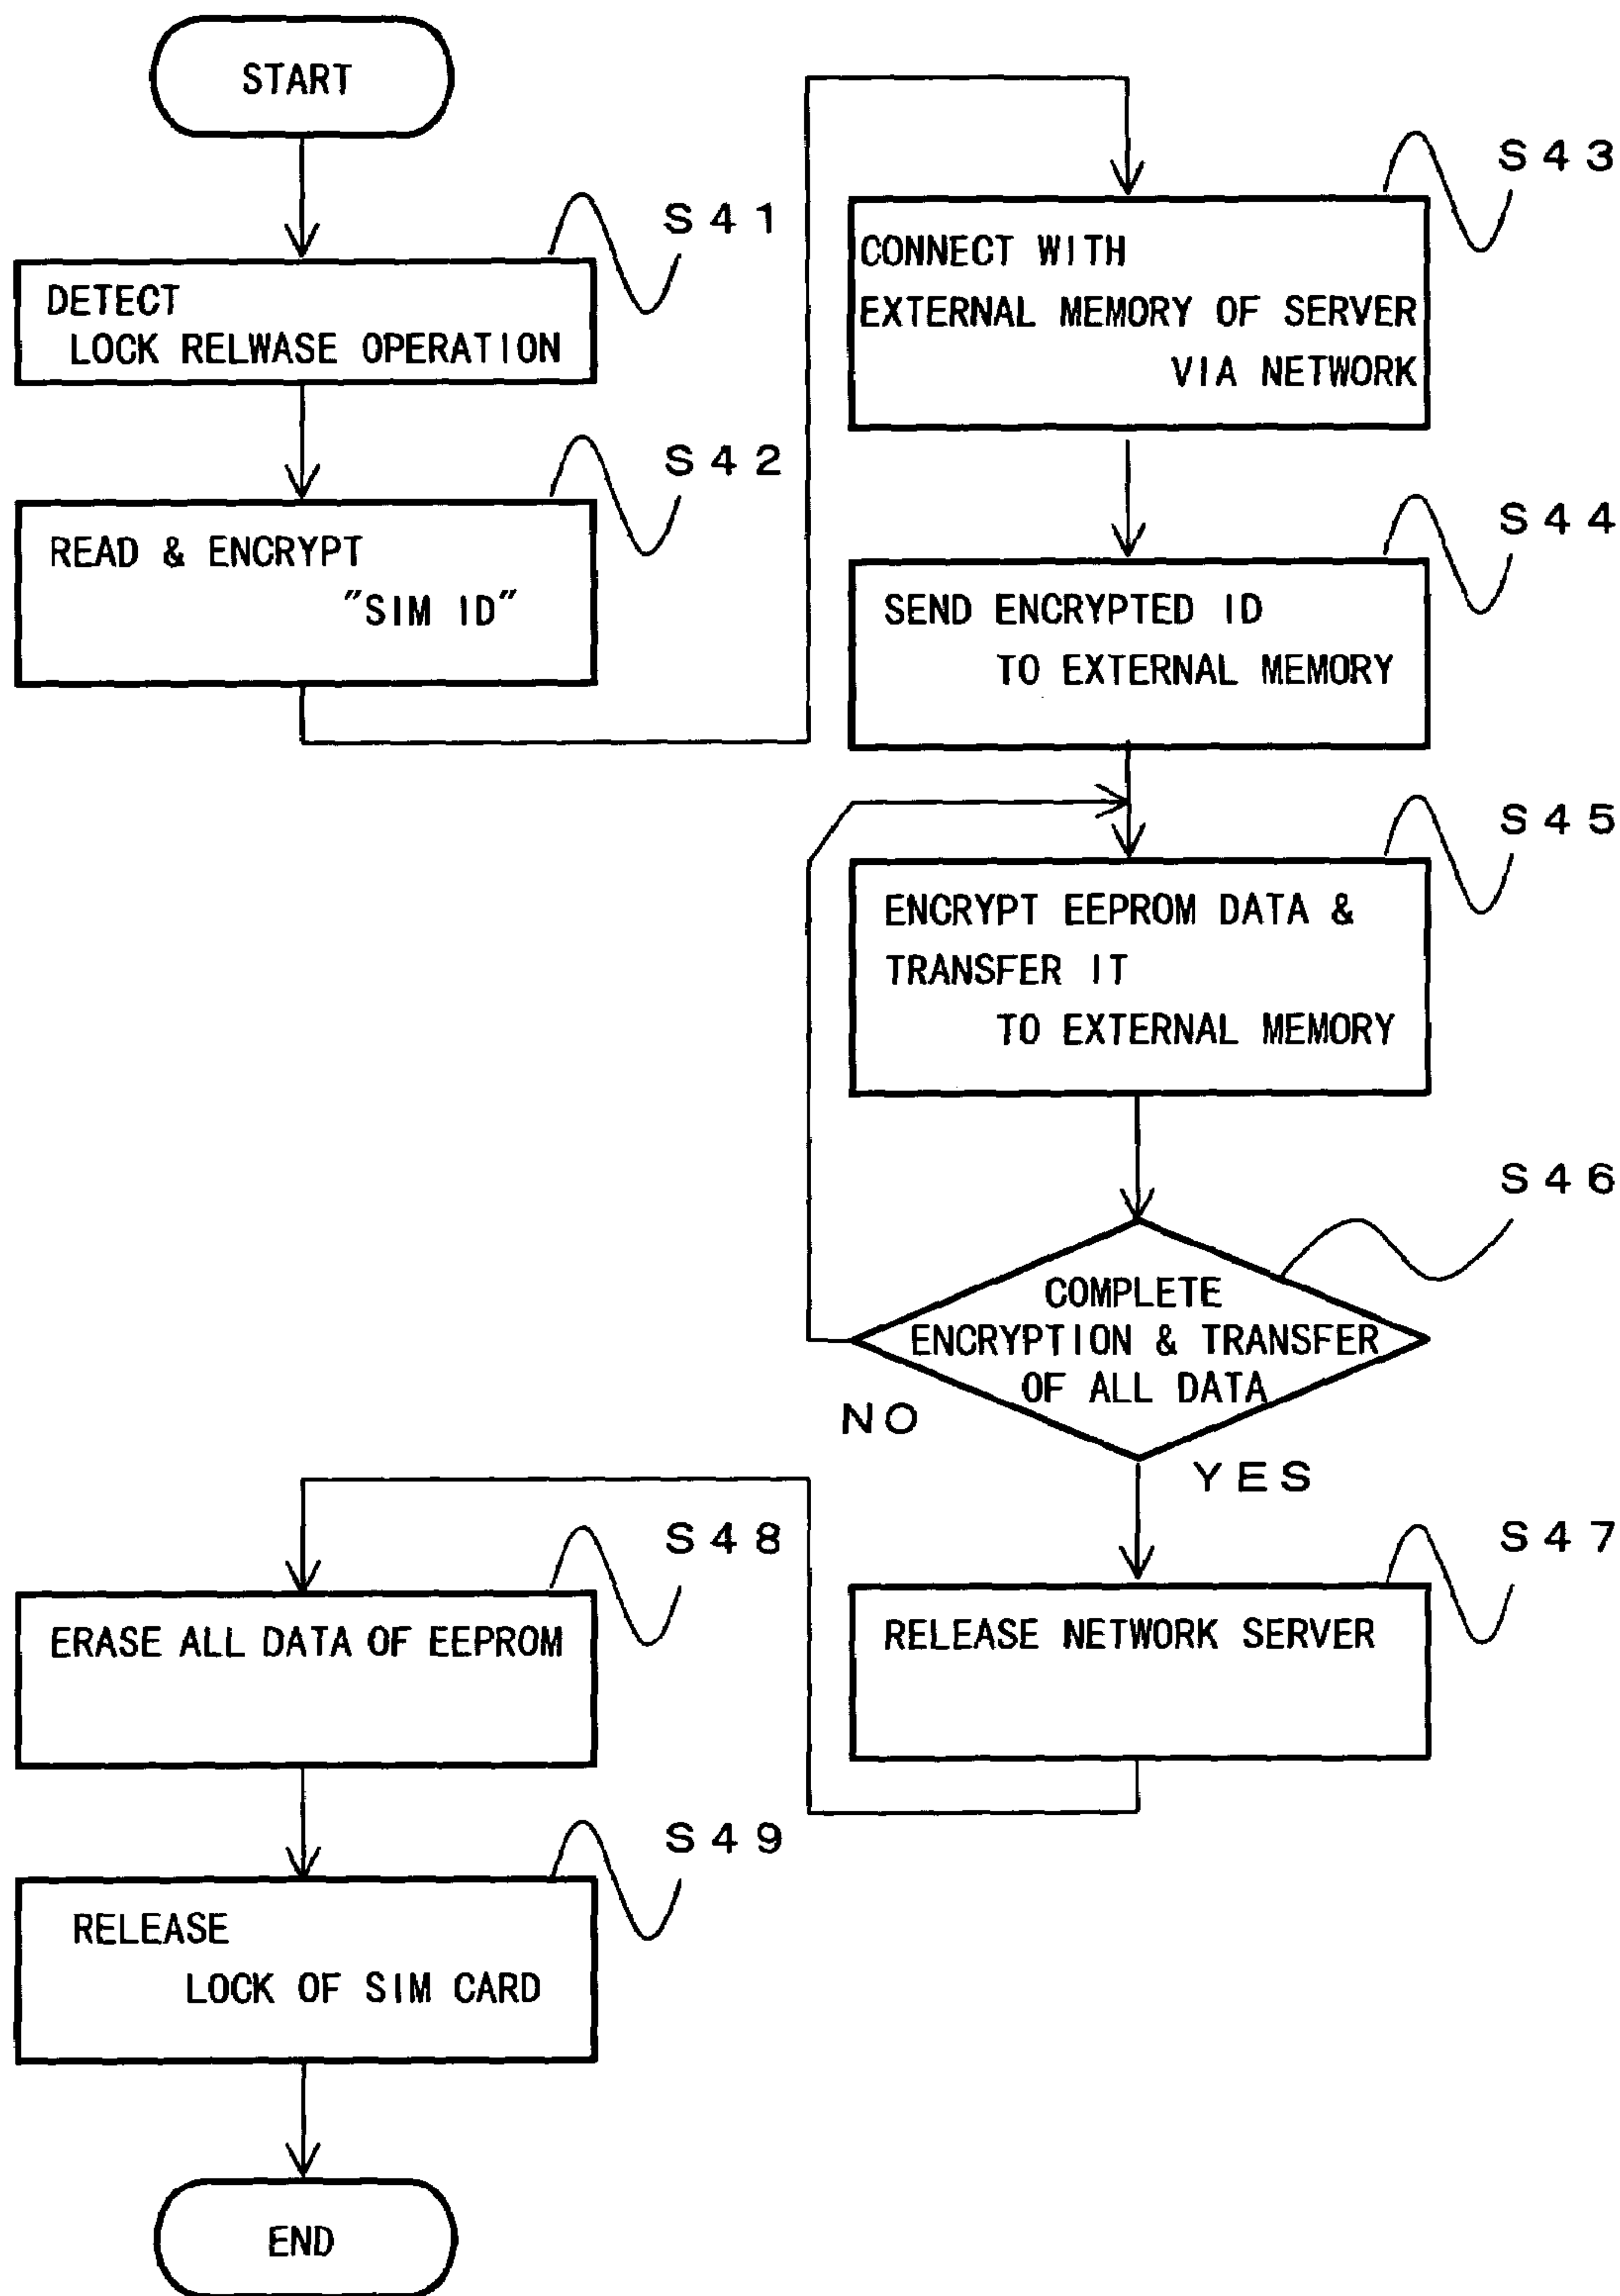 START
S41
DETECT
LOCK RELWASE OPERATION
S42
READ & ENCRYPT
"SIM ID"
S43
CONNECT WITH
EXTERNAL MEMORY OF SERVER
VIA NETWORK
S44
SEND ENCRYPTED ID
TO EXTERNAL MEMORY
S45
ENCRYPT EEPROM DATA &
TRANSFER IT
TO EXTERNAL MEMORY
S46
COMPLETE
ENCRYPTION & TRANSFER
OF ALL DATA
NO
YES
S47
RELEASE NETWORK SERVER
S48
ERASE ALL DATA OF EEPROM
S49
RELEASE
LOCK OF SIM CARD
END